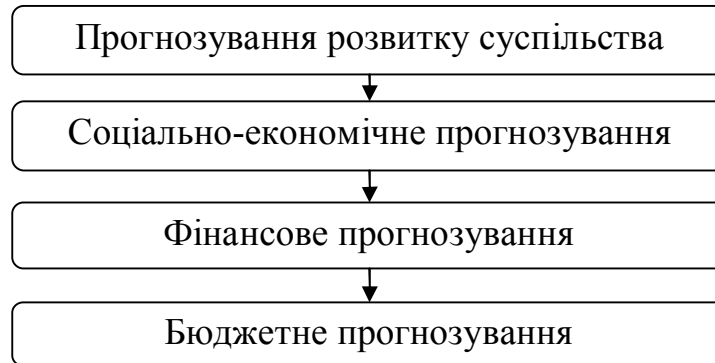 Прогнозування розвитку суспільства
Соціально-економічне прогнозування
Фінансове прогнозування
Бюджетне прогнозування